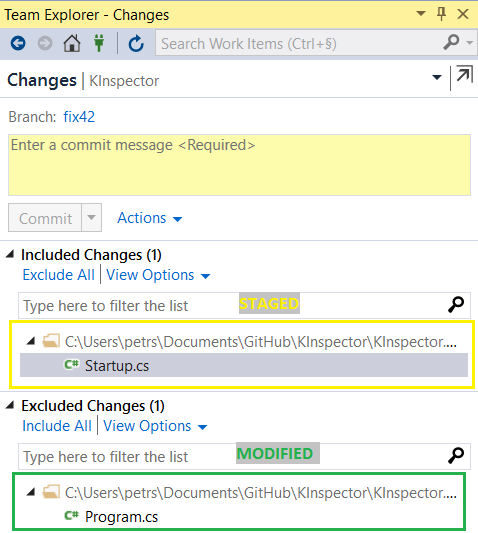 Team Explorer - Changes
Search Work Items (Ctrl+§)
Changes | KInspector
Branch: fix42
Enter a commit message <Required>
Commit Actions
Included Changes (1)
Exclude All | View Options
Type here to filter the list STAGED
C:\Users\petrs\Documents\GitHub\KInspector\KInspector....
C# Startup.cs
Excluded Changes (1)
Include All | View Options
Type here to filter the list MODIFIED
C:\Users\petrs\Documents\GitHub\KInspector\KInspector....
C# Program.cs